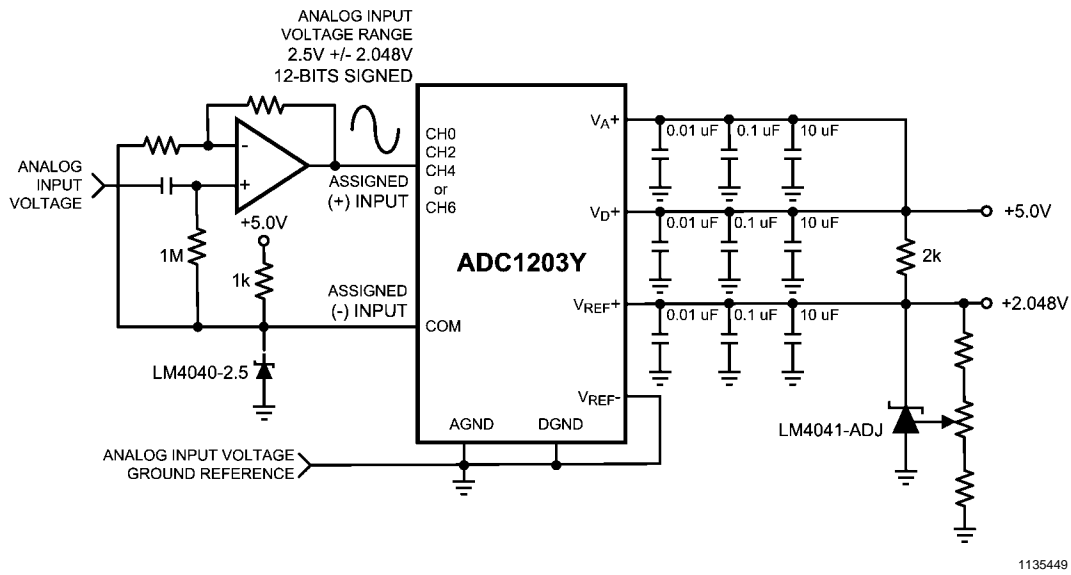 ANALOG INPUT
VOLTAGE RANGE
2.5V +/- 2.048V
12-BITS SIGNED
ANALOG
INPUT
VOLTAGE
-
+
+5.0V
1M
1k
LM4040-2.5
ASSIGNED
(+) INPUT
ASSIGNED
(-) INPUT
CH0
CH2
CH4
or
CH6
COM
ADC1203Y
VA+
VD+
VREF+
VREF-
AGND
DGND
0.01 uF
0.1 uF
10 uF
0.01 uF
0.1 uF
10 uF
0.01 uF
0.1 uF
10 uF
+5.0V
2k
+2.048V
LM4041-ADJ
ANALOG INPUT VOLTAGE
GROUND REFERENCE
1135449